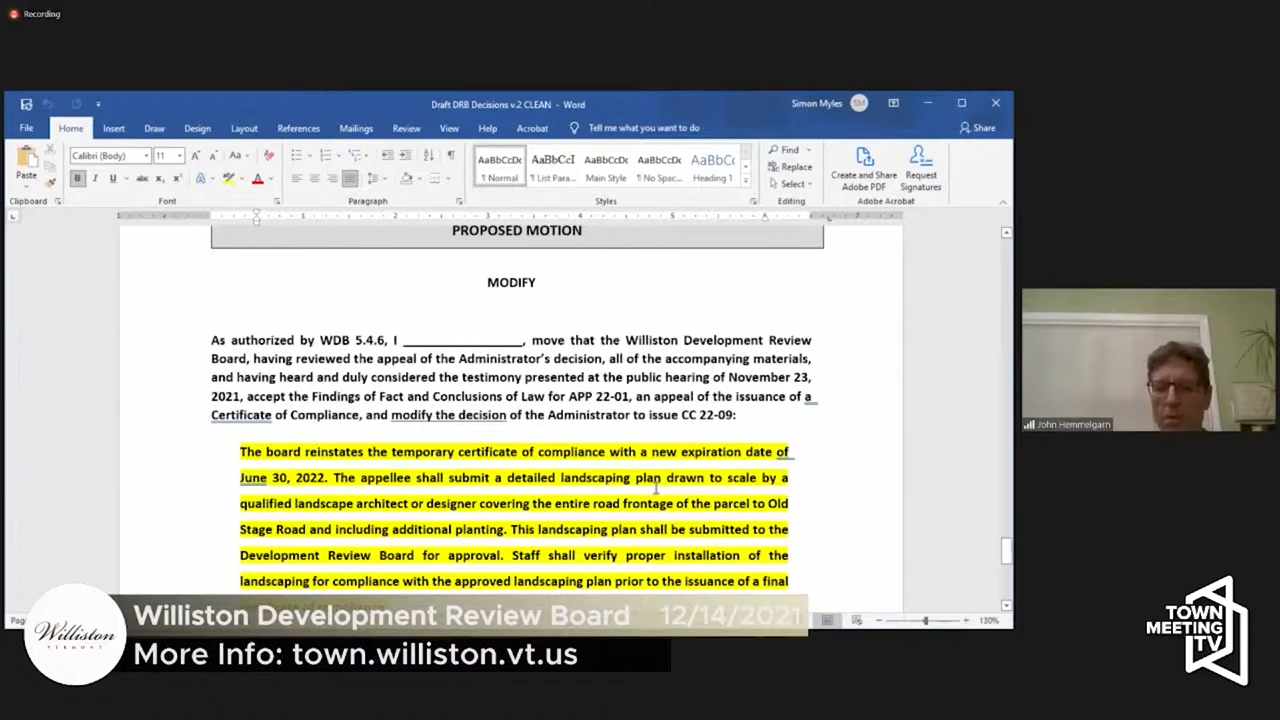 Recording
Draft DRB Decisions v.2 CLEAN - Word
Simon Myles
SM
File Home Insert Draw Design Layout References Mailings Review View Help Acrobat Tell me what you want to do Share
Paste
Calibri (Body) 11
Find
Replace
Select
AaBbCcDc AaBbCcI AaBbCcDc AaBbCcDc AaBbCc
¶ Normal ¶ List Para... Main Style ¶ No Spac... Heading 1
Create and Share
Adobe PDF
Request
Signatures
Clipboard Font Paragraph Styles Editing Adobe Acrobat
PROPOSED MOTION
MODIFY
As authorized by WDB 5.4.6, I _________________, move that the Williston Development Review
Board, having reviewed the appeal of the Administrator's decision, all of the accompanying materials,
and having heard and duly considered the testimony presented at the public hearing of November 23,
2021, accept the Findings of Fact and Conclusions of Law for APP 22-01, an appeal of the issuance of a
Certificate of Compliance, and modify the decision of the Administrator to issue CC 22-09:
The board reinstates the temporary certificate of compliance with a new expiration date of
June 30, 2022. The appellee shall submit a detailed landscaping plan drawn to scale by a
qualified landscape architect or designer covering the entire road frontage of the parcel to Old
Stage Road and including additional planting. This landscaping plan shall be submitted to the
Development Review Board for approval. Staff shall verify proper installation of the
landscaping for compliance with the approved landscaping plan prior to the issuance of a final
John Hemmelgarn
130%
Williston
VERMONT
Williston Development Review Board 12/14/2021
More Info: town.williston.vt.us
TOWN
MEETING
TV